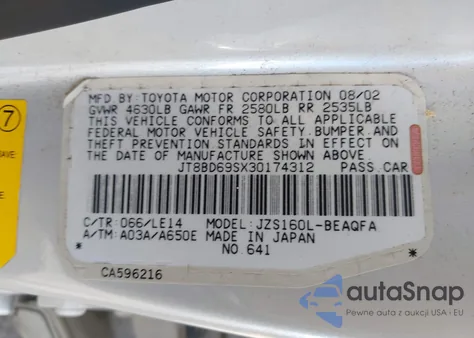 7
MFD BY: TOYOTA MOTOR CORPORATION 08/02
GVWR 4630LB GAWR FR 2580LB RR 2535LB
THIS VEHICLE CONFORMS TO ALL APPLICABLE
FEDERAL MOTOR VEHICLE SAFETY, BUMPER, AND
THEFT PREVENTION STANDARDS IN EFFECT ON
THE DATE OF MANUFACTURE SHOWN ABOVE.
JT8BD69SX30174312 PASS. CAR
C/TR: 066/LE14 MODEL: JZS160L-BEAQFA
A/TM: A03A/A650E MADE IN JAPAN
* NO 641 *
CA596216
autoSnap
Pewne auta z USA - EU